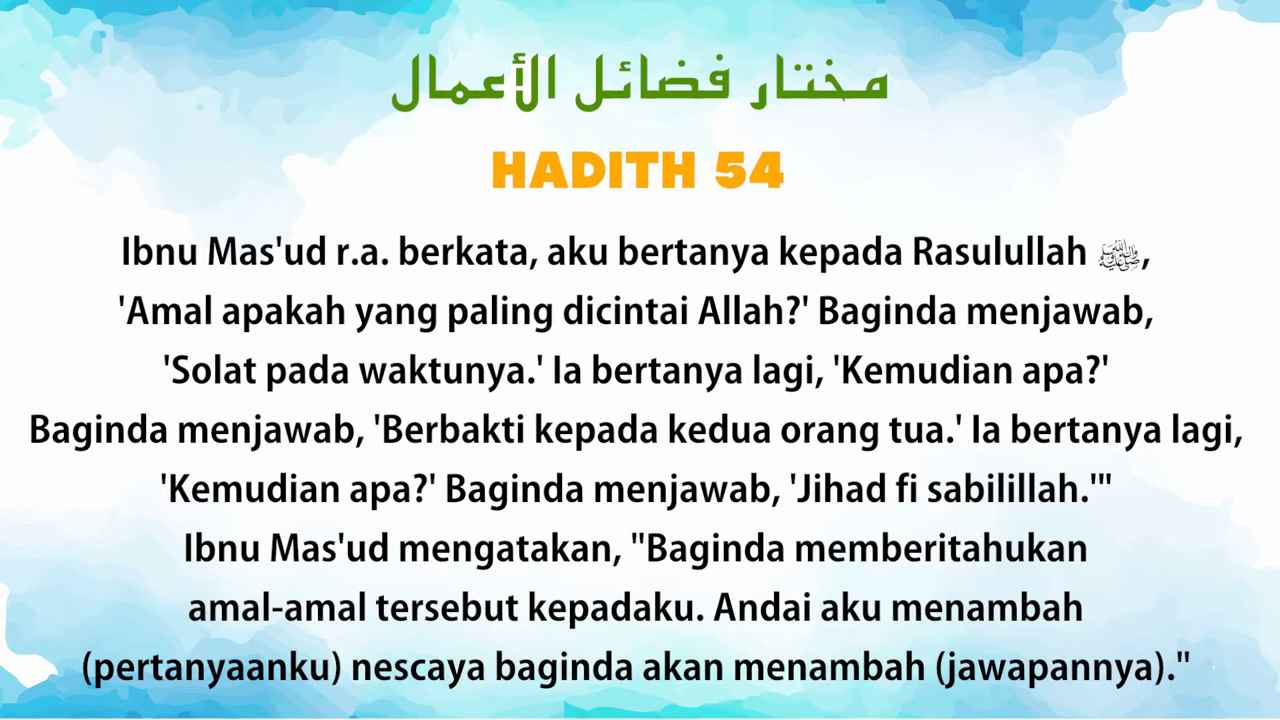 مختار فضائل الأعمال
HADITH 54
Ibnu Mas'ud r.a. berkata, aku bertanya kepada Rasulullah ﷺ,
'Amal apakah yang paling dicintai Allah?' Baginda menjawab,
'Solat pada waktunya.' Ia bertanya lagi, 'Kemudian apa?'
Baginda menjawab, 'Berbakti kepada kedua orang tua.' Ia bertanya lagi,
'Kemudian apa?' Baginda menjawab, 'Jihad fi sabilillah.'"
Ibnu Mas'ud mengatakan, "Baginda memberitahukan
amal-amal tersebut kepadaku. Andai aku menambah
(pertanyaanku) nescaya baginda akan menambah (jawapannya)."